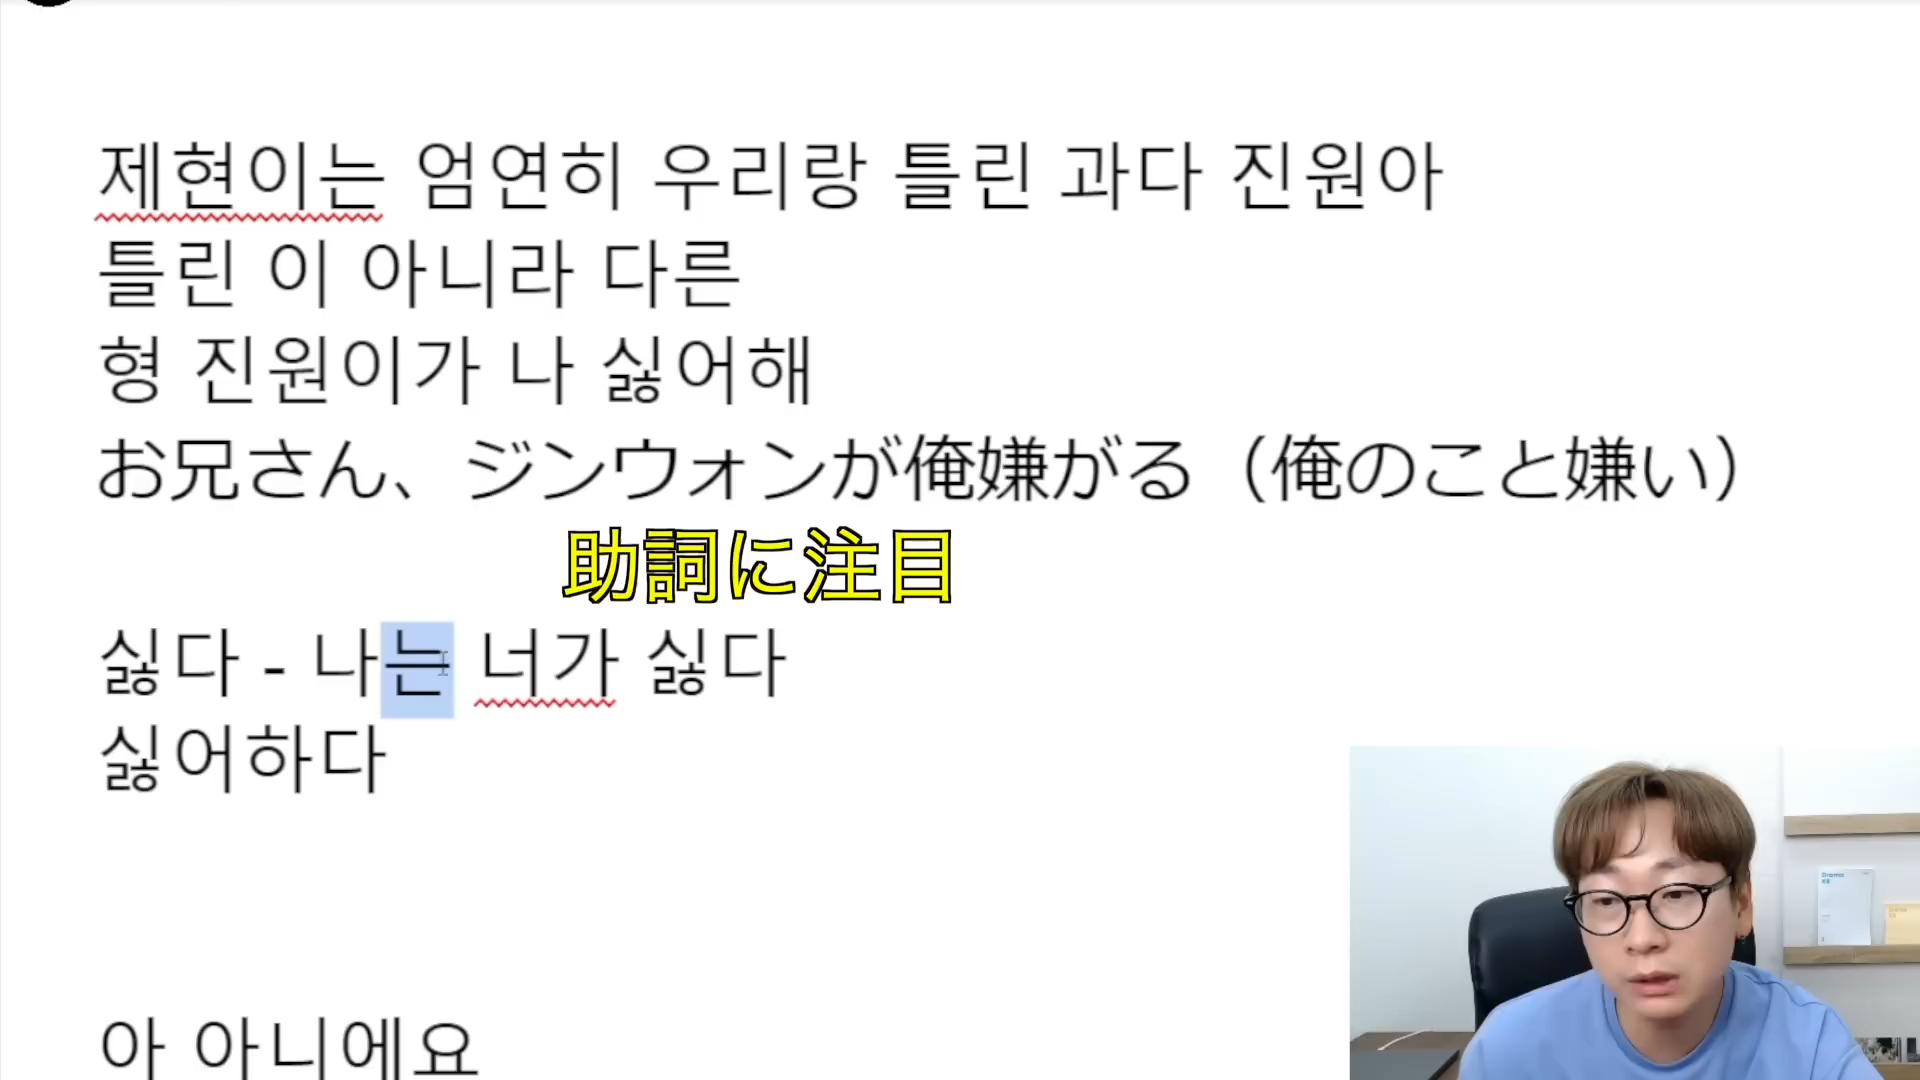 제현이는 엄연히 우리랑 틀린 과다 진원아
틀린 이 아니라 다른
형 진원이가 나 싫어해
お兄さん、ジンウォンが俺嫌がる（俺のこと嫌い）
助詞に注目
싫다 - 나는 너가 싫다
싫어하다
아 아니에요
Drama